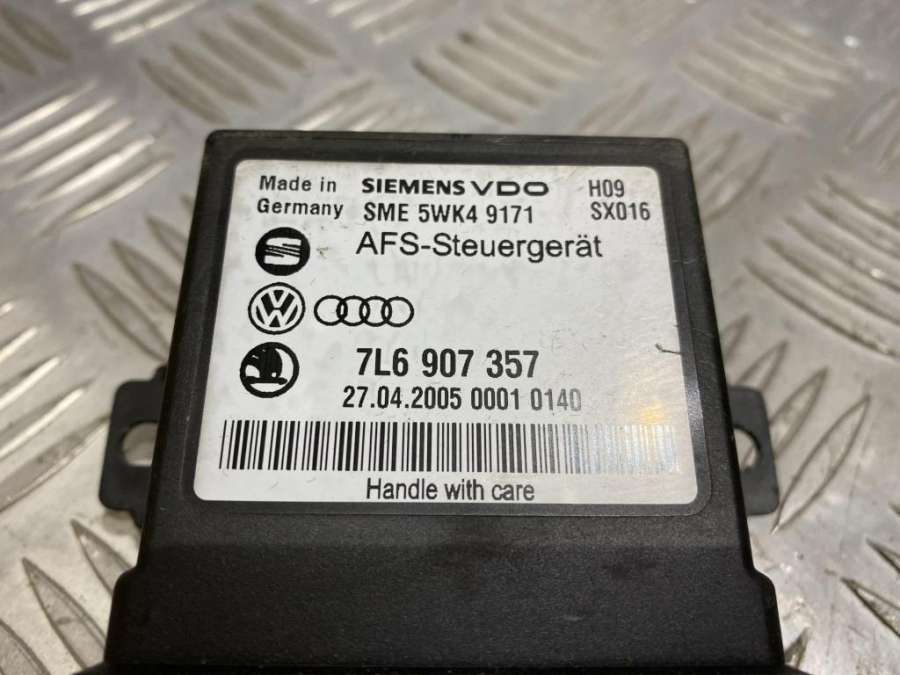 Made in SIEMENS VDO H09
Germany SME 5WK4 9171 SX016
AFS-Steuergerät
7L6 907 357
27.04.2005 0001 0140
Handle with care